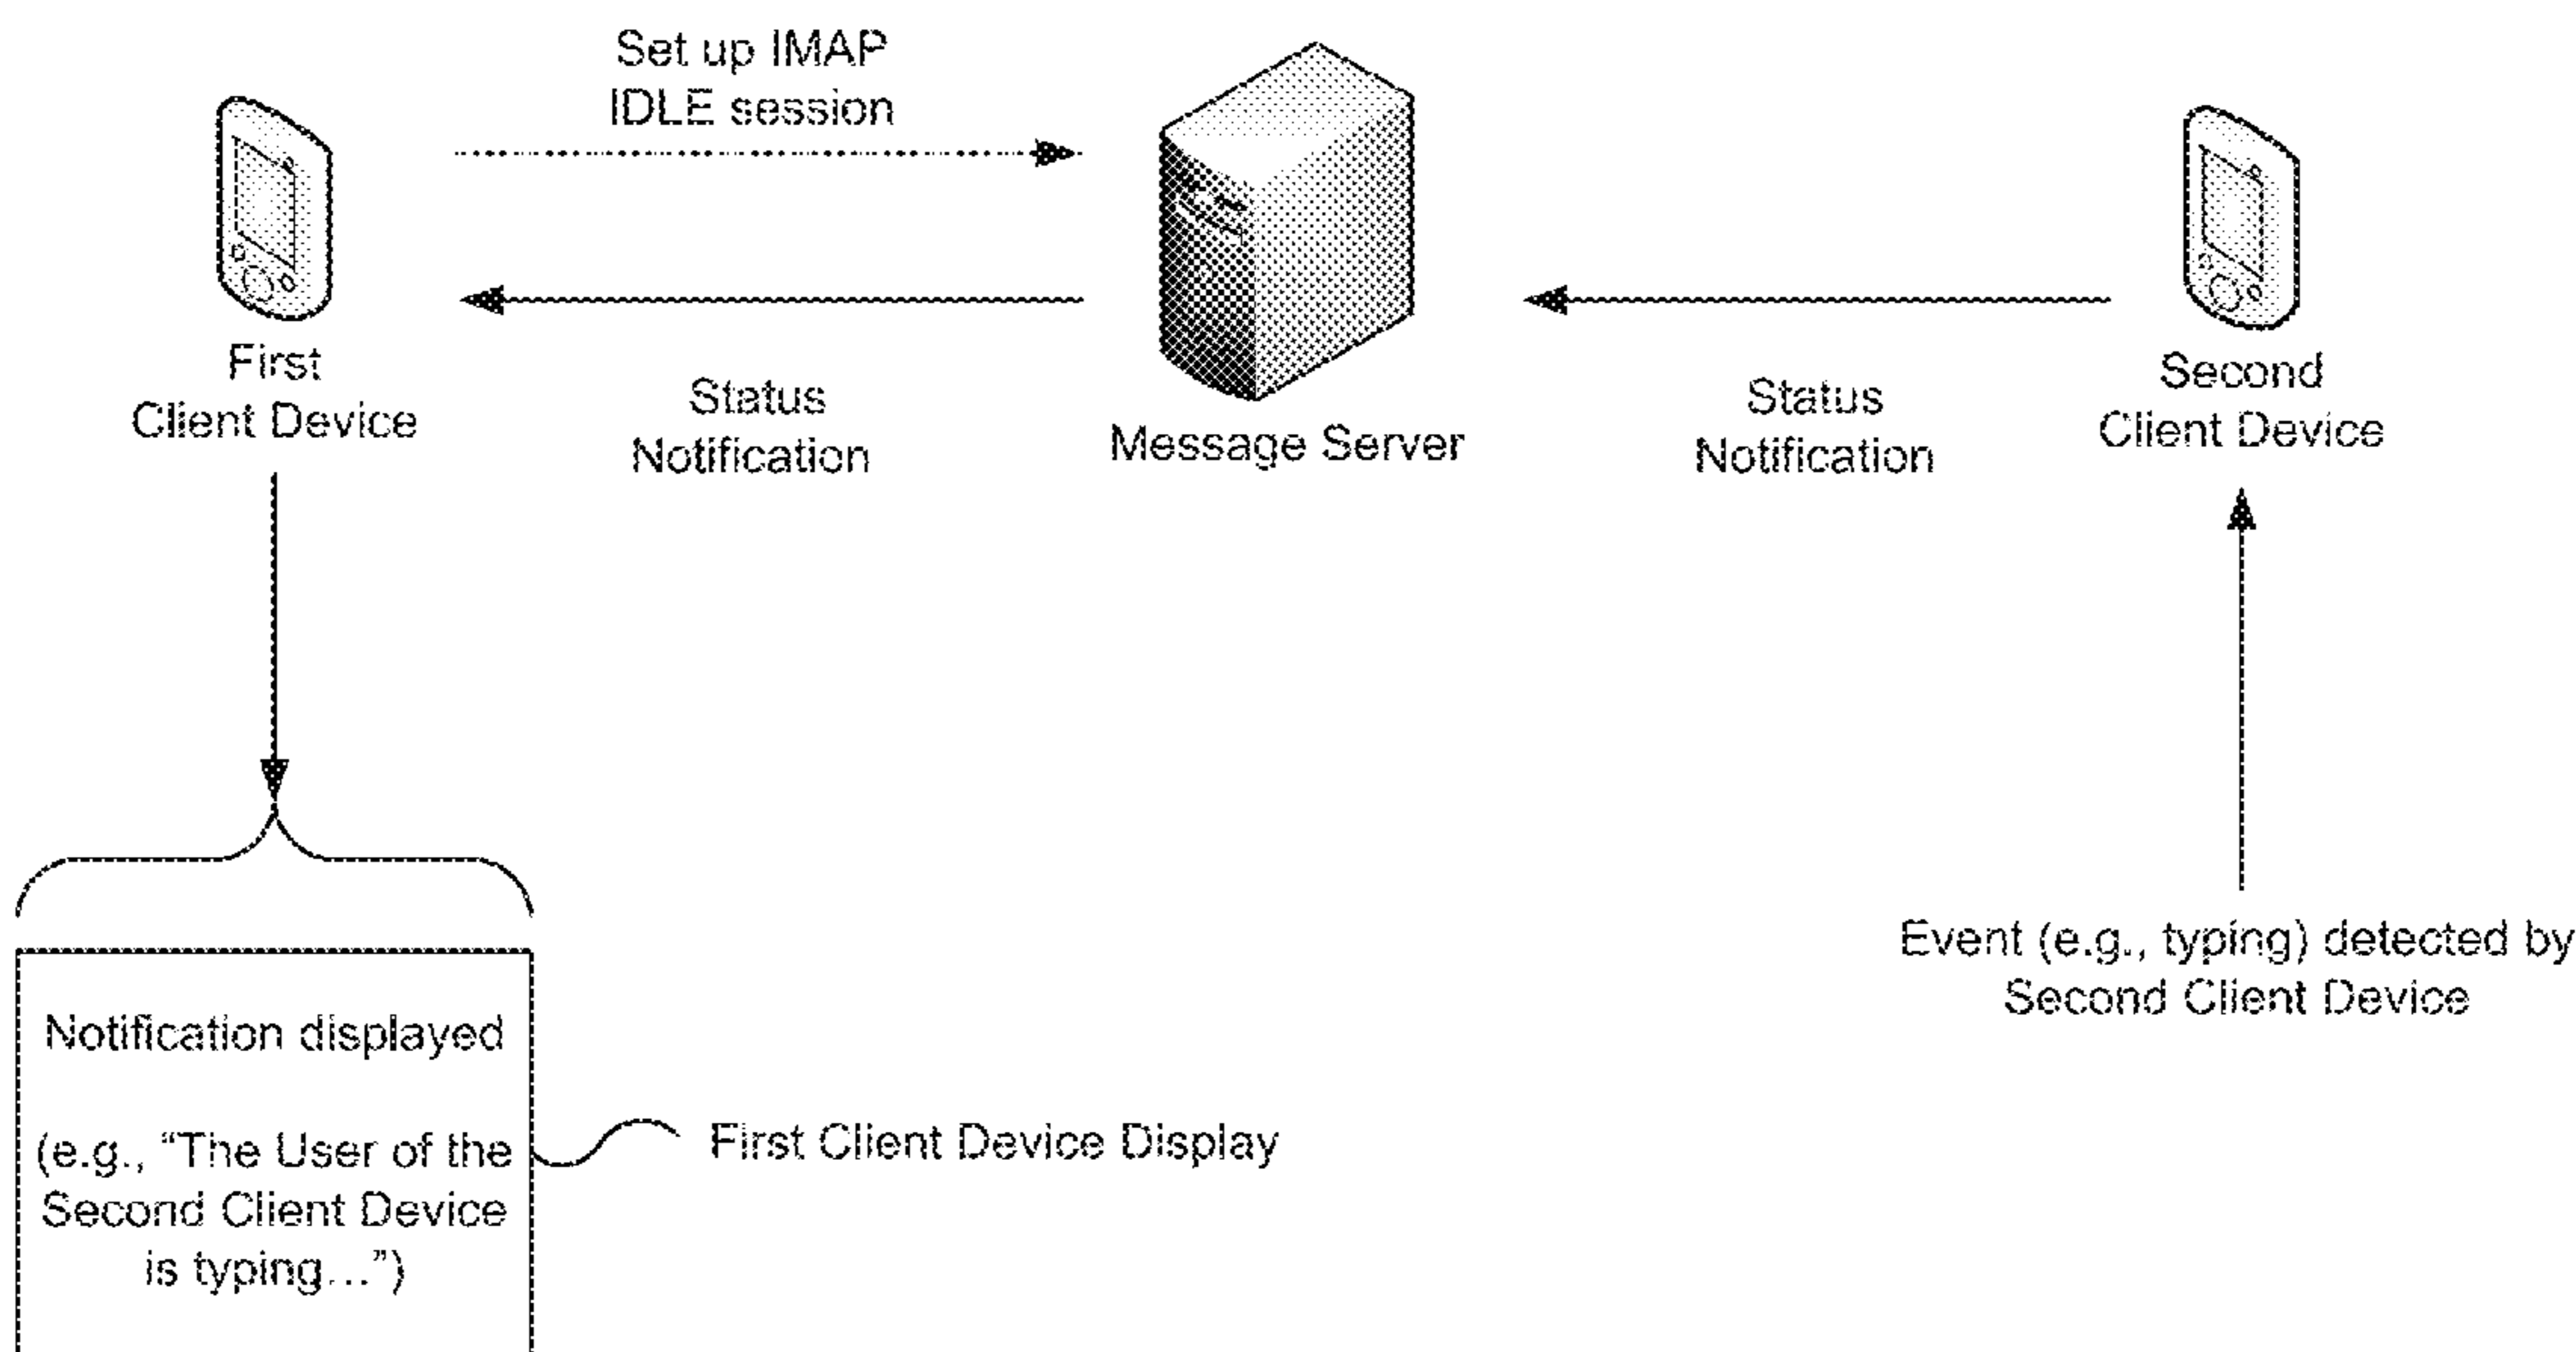 Set up IMAP
IDLE session
First
Client Device
Status
Notification
Message Server
Status
Notification
Second
Client Device
Event (e.g., typing) detected by
Second Client Device
Notification displayed
(e.g., “The User of the
Second Client Device
is typing…”)
First Client Device Display